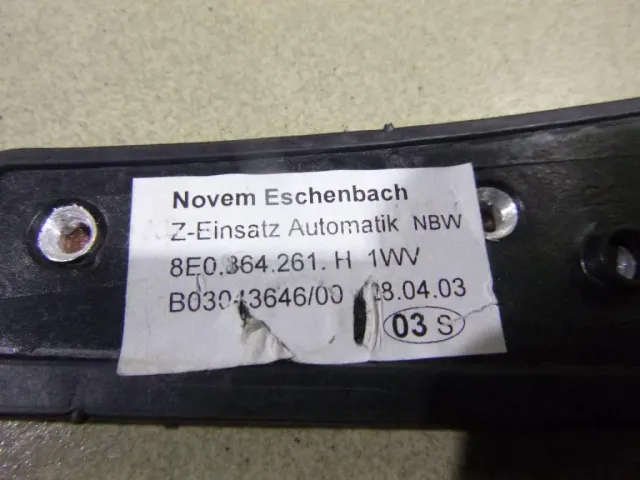 Novem Eschenbach
Z-Einsatz Automatik NBW
8E0.864.261. H 1WV
B03043646/00 28.04.03
03 S